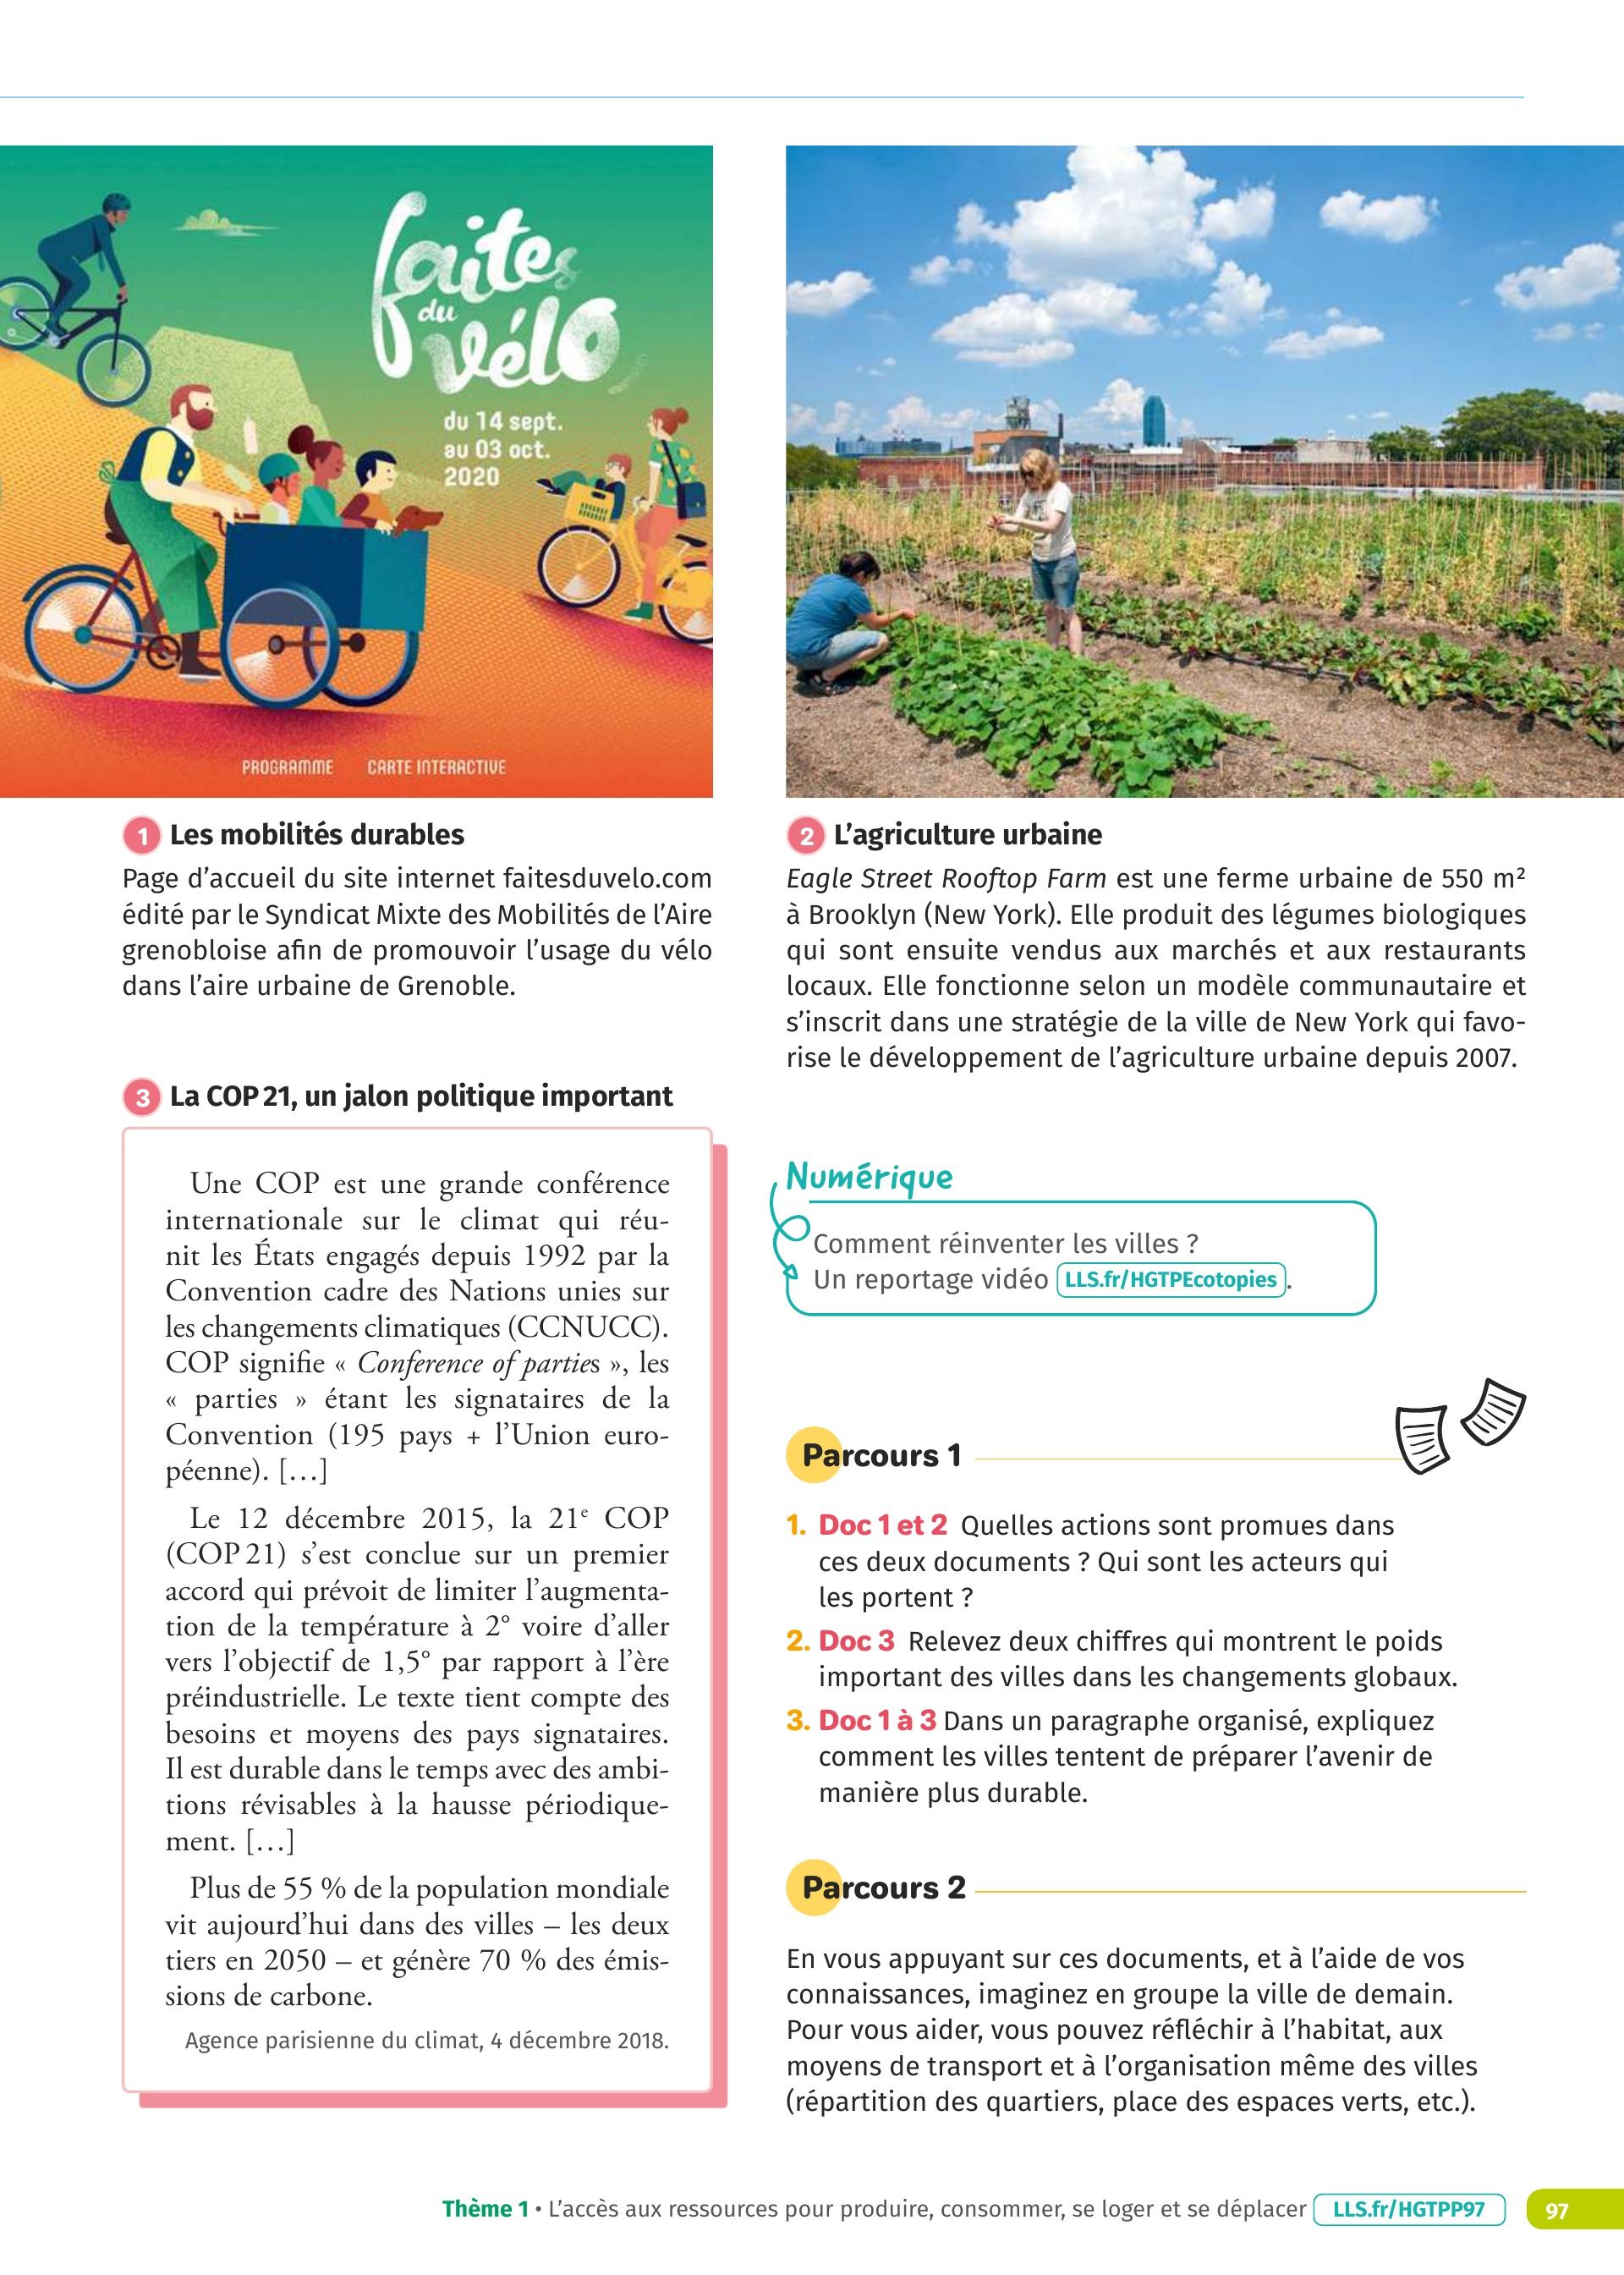 faites
du
vélo
du 14 sept.
au 03 oct.
2020
PROGRAMME CARTE INTERACTIVE
1 Les mobilités durables
Page d’accueil du site internet faitesduvelo.com
édité par le Syndicat Mixte des Mobilités de l’Aire
grenobloise afin de promouvoir l’usage du vélo
dans l’aire urbaine de Grenoble.
2 L’agriculture urbaine
Eagle Street Rooftop Farm est une ferme urbaine de 550 m²
à Brooklyn (New York). Elle produit des légumes biologiques
qui sont ensuite vendus aux marchés et aux restaurants
locaux. Elle fonctionne selon un modèle communautaire et
s’inscrit dans une stratégie de la ville de New York qui favo-
rise le développement de l’agriculture urbaine depuis 2007.
3 La COP 21, un jalon politique important
Une COP est une grande conférence
internationale sur le climat qui réu-
nit les États engagés depuis 1992 par la
Convention cadre des Nations unies sur
les changements climatiques (CCNUCC).
COP signifie « Conference of parties », les
« parties » étant les signataires de la
Convention (195 pays + l’Union euro-
péenne). […]
Le 12 décembre 2015, la 21e COP
(COP 21) s’est conclue sur un premier
accord qui prévoit de limiter l’augmenta-
tion de la température à 2° voire d’aller
vers l’objectif de 1,5° par rapport à l’ère
préindustrielle. Le texte tient compte des
besoins et moyens des pays signataires.
Il est durable dans le temps avec des ambi-
tions révisables à la hausse périodique-
ment. […]
Plus de 55 % de la population mondiale
vit aujourd’hui dans des villes – les deux
tiers en 2050 – et génère 70 % des émis-
sions de carbone.
Agence parisienne du climat, 4 décembre 2018.
Numérique
Comment réinventer les villes ?
Un reportage vidéo LLS.fr/HGTPEcotopies.
Parcours 1
1. Doc 1 et 2 Quelles actions sont promues dans
ces deux documents ? Qui sont les acteurs qui
les portent ?
2. Doc 3 Relevez deux chiffres qui montrent le poids
important des villes dans les changements globaux.
3. Doc 1 à 3 Dans un paragraphe organisé, expliquez
comment les villes tentent de préparer l’avenir de
manière plus durable.
Parcours 2
En vous appuyant sur ces documents, et à l’aide de vos
connaissances, imaginez en groupe la ville de demain.
Pour vous aider, vous pouvez réfléchir à l’habitat, aux
moyens de transport et à l’organisation même des villes
(répartition des quartiers, place des espaces verts, etc.).
Thème 1 • L’accès aux ressources pour produire, consommer, se loger et se déplacer LLS.fr/HGTPP97 97